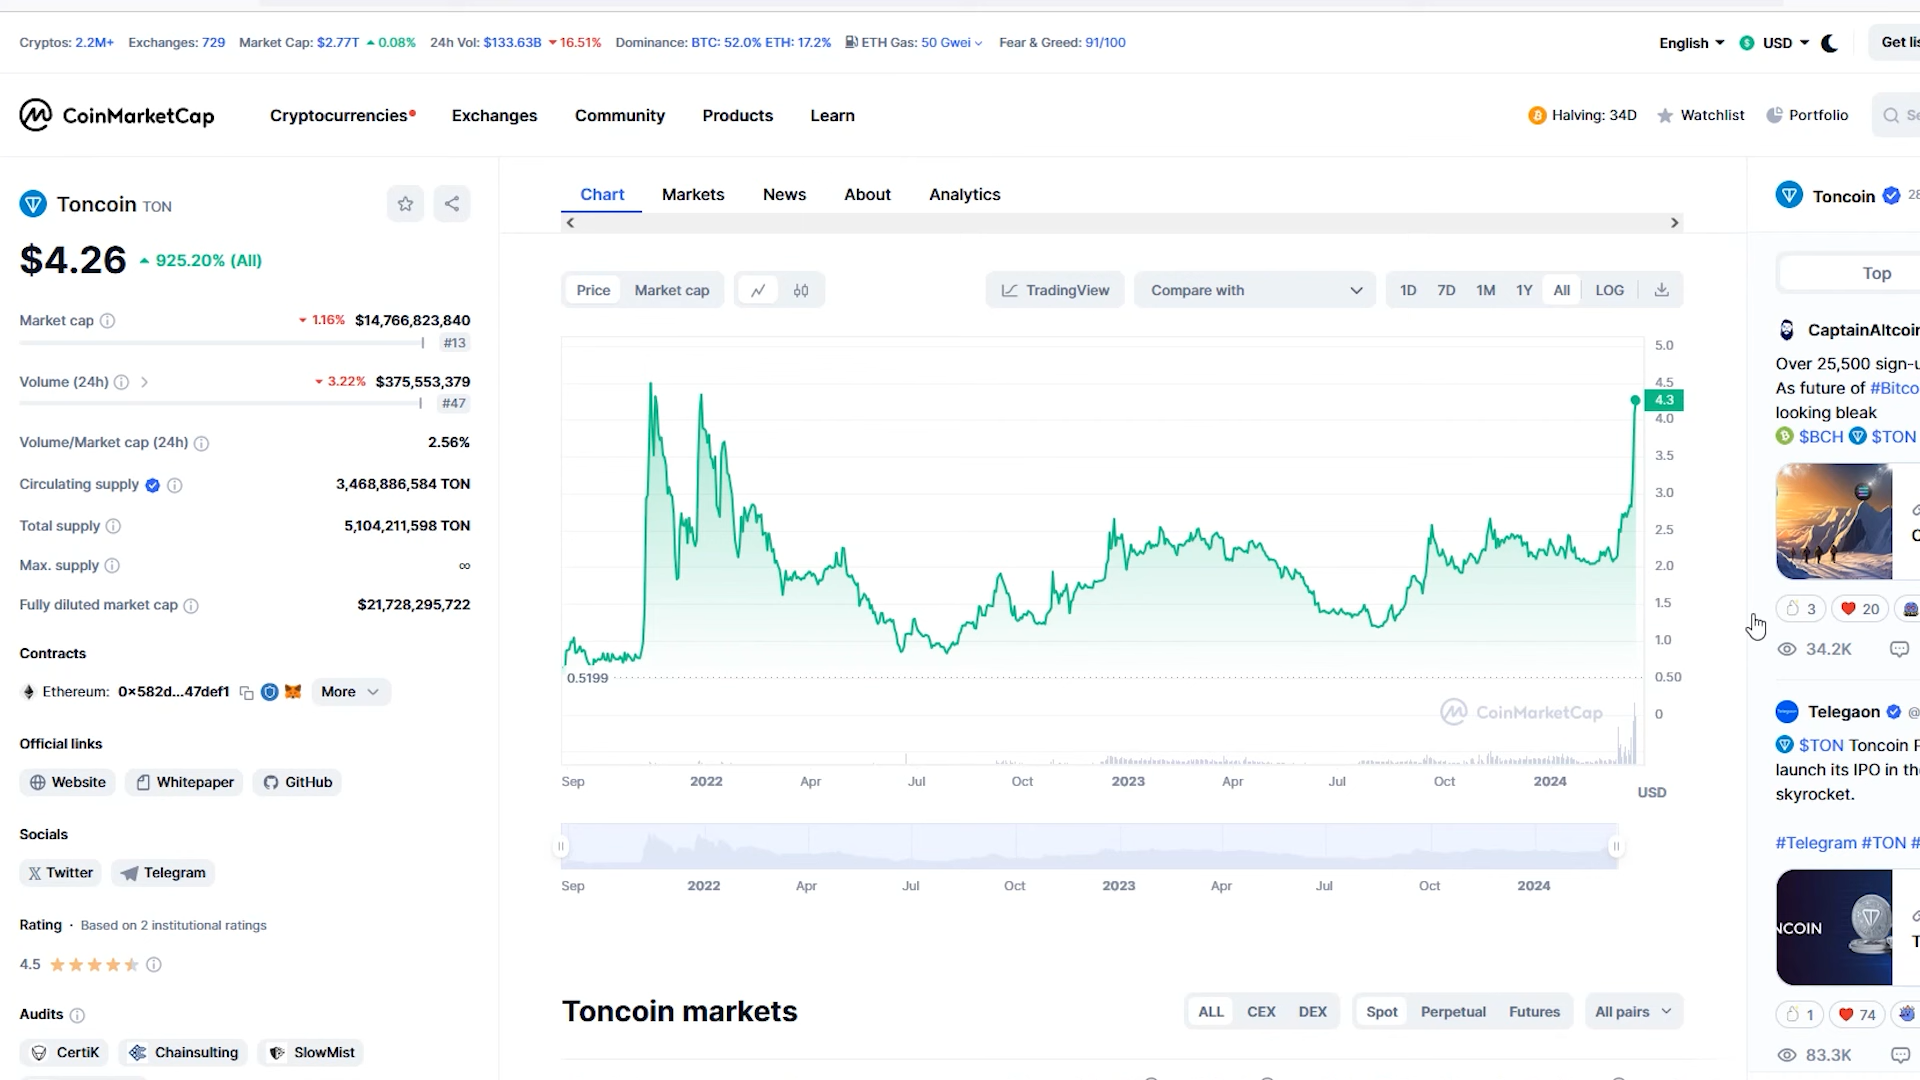 Cryptos: 2.2M+ Exchanges: 729 Market Cap: $2.77T 0.08% 24h Vol: $133.63B 16.51% Dominance: BTC: 52.0% ETH: 17.2% ETH Gas: 50 Gwei Fear & Greed: 91/100
English USD Get
CoinMarketCap Cryptocurrencies Exchanges Community Products Learn Halving: 34D Watchlist Portfolio
Toncoin TON
$4.26 925.20% (All)
Market cap 1.16% $14,766,823,840
#13
Volume (24h) 3.22% $375,553,379
#47
Volume/Market cap (24h) 2.56%
Circulating supply 3,468,886,584 TON
Total supply 5,104,211,598 TON
Max. supply ∞
Fully diluted market cap $21,728,295,722
Contracts
Ethereum: 0x582d...47def1 More
Official links
Website Whitepaper GitHub
Socials
Twitter Telegram
Rating · Based on 2 institutional ratings
4.5
Audits
CertiK Chainsulting SlowMist
Chart Markets News About Analytics
Price Market cap TradingView Compare with 1D 7D 1M 1Y All LOG
5.0
4.5
4.3
4.0
3.5
3.0
2.5
2.0
1.5
1.0
0.5199 0.50
CoinMarketCap 0
Sep 2022 Apr Jul Oct 2023 Apr Jul Oct 2024
USD
Sep 2022 Apr Jul Oct 2023 Apr Jul Oct 2024
Toncoin markets ALL CEX DEX Spot Perpetual Futures All pairs
Toncoin
Top
Over 25,500
As future of
looking bleak
$BCH $TON
3 20
34.2K
Telegaon @
$TON Toncoin
launch its IPO in
skyrocket.
#Telegram #TON #
1 74
83.3K